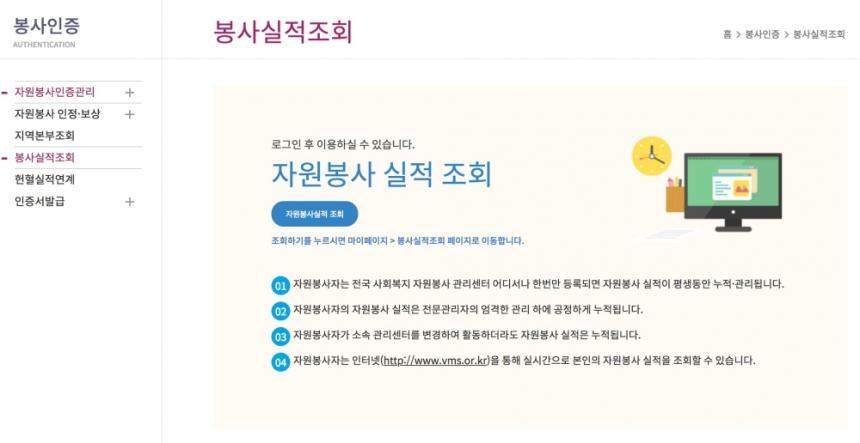 봉사인증
AUTHENTICATION
자원봉사인증관리
자원봉사 인정·보상
지역본부조회
봉사실적조회
헌혈실적연계
인증서발급
봉사실적조회
홈 > 봉사인증 > 봉사실적조회
로그인 후 이용하실 수 있습니다.
자원봉사 실적 조회
자원봉사실적 조회
조회하기를 누르시면 마이페이지 > 봉사실적조회 페이지로 이동합니다.
01 자원봉사자는 전국 사회복지 자원봉사 관리센터 어디서나 한번만 등록되면 자원봉사 실적이 평생동안 누적·관리됩니다.
02 자원봉사자의 자원봉사 실적은 전문관리자의 엄격한 관리 하에 공정하게 누적됩니다.
03 자원봉사자가 소속 관리센터를 변경하여 활동하더라도 자원봉사 실적은 누적됩니다.
04 자원봉사자는 인터넷(http://www.vms.or.kr)을 통해 실시간으로 본인의 자원봉사 실적을 조회할 수 있습니다.